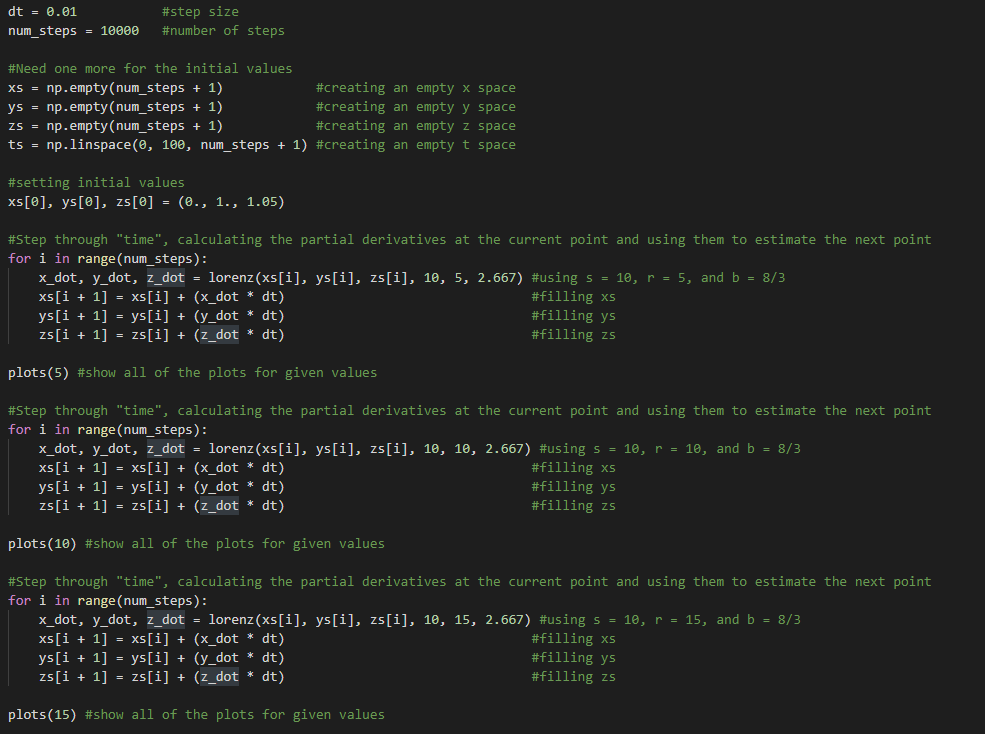 dt = 0.01           #step size
num_steps = 10000   #number of steps
#Need one more for the initial values
xs = np.empty(num_steps + 1)            #creating an empty x space
ys = np.empty(num_steps + 1)            #creating an empty y space
zs = np.empty(num_steps + 1)            #creating an empty z space
ts = np.linspace(0, 100, num_steps + 1) #creating an empty t space
#setting initial values
xs[0], ys[0], zs[0] = (0., 1., 1.05)
#Step through "time", calculating the partial derivatives at the current point and using them to estimate the next point
for i in range(num_steps):
    x_dot, y_dot, z_dot = lorenz(xs[i], ys[i], zs[i], 10, 5, 2.667) #using s = 10, r = 5, and b = 8/3
    xs[i + 1] = xs[i] + (x_dot * dt)                                #filling xs
    ys[i + 1] = ys[i] + (y_dot * dt)                                #filling ys
    zs[i + 1] = zs[i] + (z_dot * dt)                                #filling zs
plots(5) #show all of the plots for given values
#Step through "time", calculating the partial derivatives at the current point and using them to estimate the next point
for i in range(num_steps):
    x_dot, y_dot, z_dot = lorenz(xs[i], ys[i], zs[i], 10, 10, 2.667) #using s = 10, r = 10, and b = 8/3
    xs[i + 1] = xs[i] + (x_dot * dt)                                #filling xs
    ys[i + 1] = ys[i] + (y_dot * dt)                                #filling ys
    zs[i + 1] = zs[i] + (z_dot * dt)                                #filling zs
plots(10) #show all of the plots for given values
#Step through "time", calculating the partial derivatives at the current point and using them to estimate the next point
for i in range(num_steps):
    x_dot, y_dot, z_dot = lorenz(xs[i], ys[i], zs[i], 10, 15, 2.667) #using s = 10, r = 15, and b = 8/3
    xs[i + 1] = xs[i] + (x_dot * dt)                                #filling xs
    ys[i + 1] = ys[i] + (y_dot * dt)                                #filling ys
    zs[i + 1] = zs[i] + (z_dot * dt)                                #filling zs
plots(15) #show all of the plots for given values